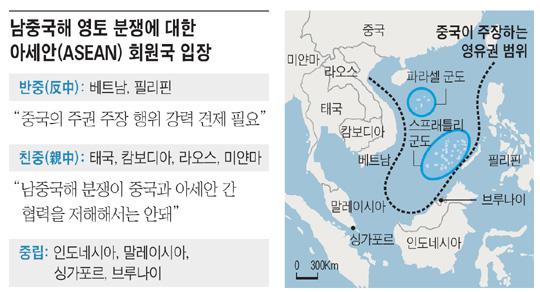 남중국해 영토 분쟁에 대한
아세안(ASEAN) 회원국 입장
반중(反中): 베트남, 필리핀
“중국의 주권 주장 행위 강력 견제 필요”
친중(親中): 태국, 캄보디아, 라오스, 미얀마
“남중국해 분쟁이 중국과 아세안 간
협력을 저해해서는 안돼”
중립: 인도네시아, 말레이시아,
싱가포르, 브루나이
중국
중국이 주장하는
영유권 범위
미얀마
라오스
파라셀 군도
태국
스프래틀리
군도
캄보디아
베트남
필리핀
말레이시아
브루나이
싱가포르
인도네시아
0 300Km